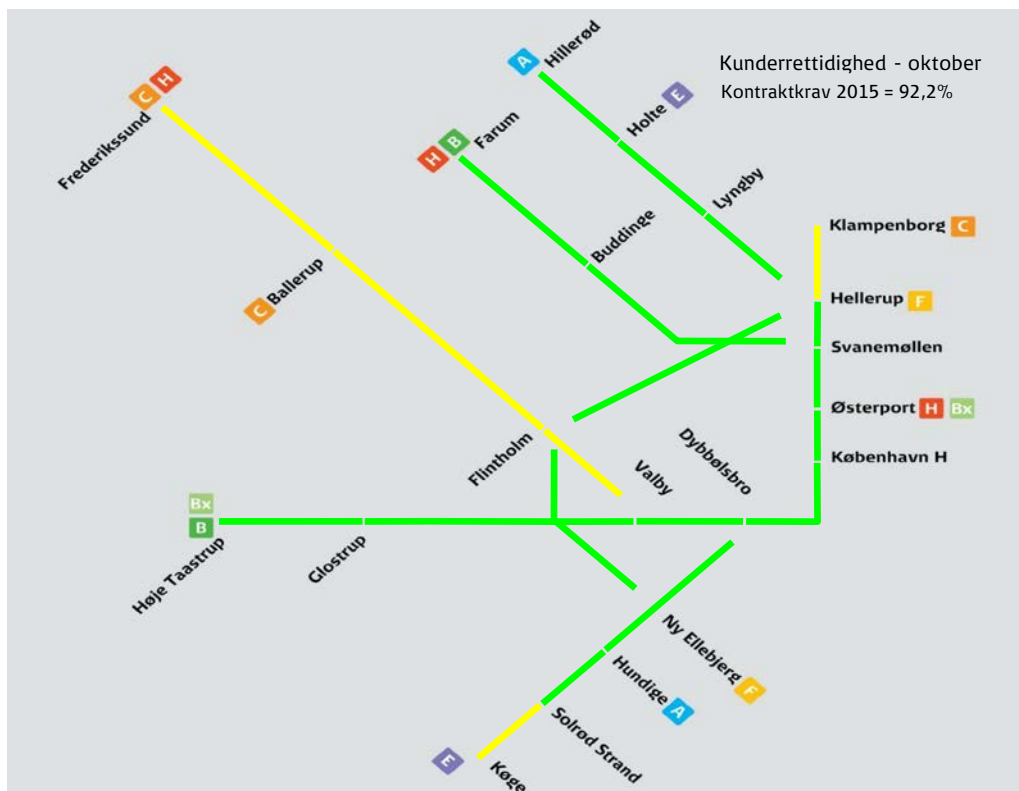 Kunderrettidighed - oktober
Kontraktkrav 2015 = 92,2%
A Hillerød
Holte E
Lyngby
C H
Frederikssund
H B Farum
Buddinge
C Ballerup
Klampenborg C
Hellerup F
Svanemøllen
Østerport H Bx
København H
Flintholm
Valby
Dybbølsbro
Bx
B
Høje Taastrup
Glostrup
Ny Ellebjerg F
Hundige A
Solrød Strand
E
Køge